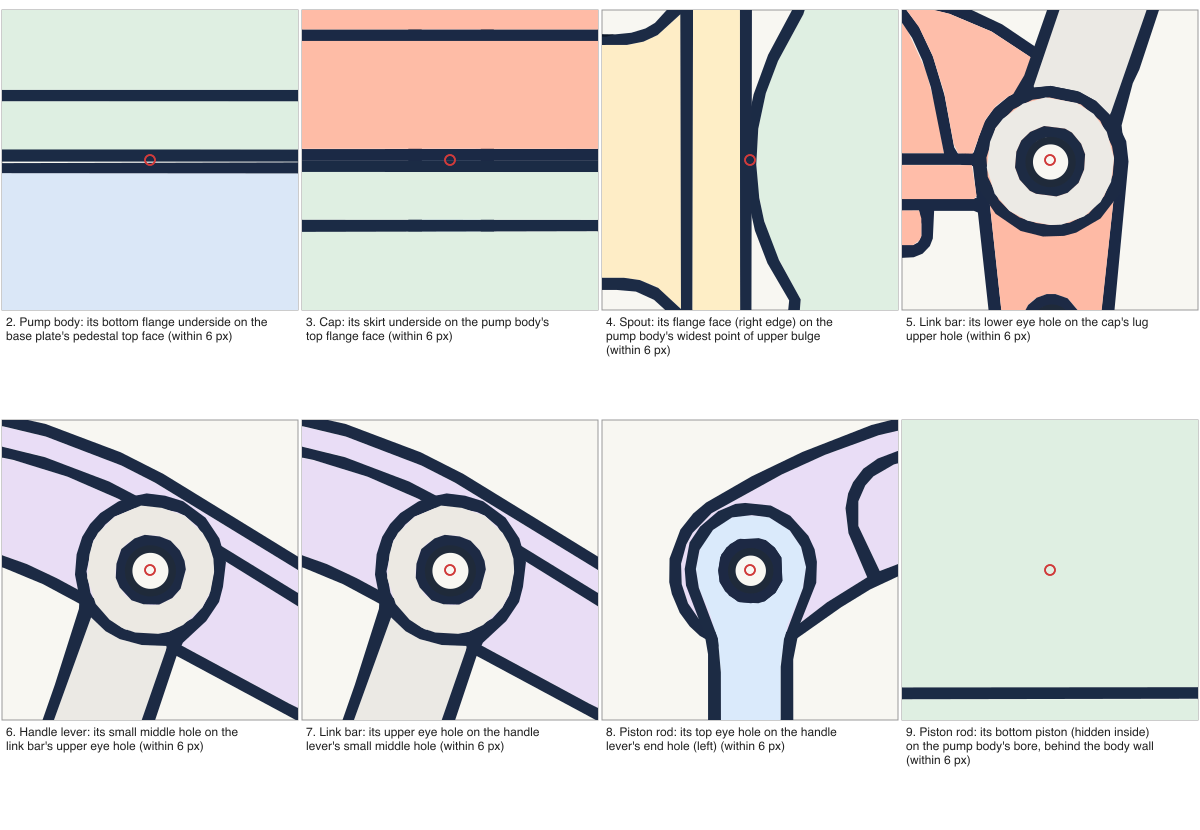 2. Pump body: its bottom flange underside on the
base plate's pedestal top face (within 6 px)
3. Cap: its skirt underside on the pump body's
top flange face (within 6 px)
4. Spout: its flange face (right edge) on the
pump body's widest point of upper bulge
(within 6 px)
5. Link bar: its lower eye hole on the cap's lug
upper hole (within 6 px)
6. Handle lever: its small middle hole on the
link bar's upper eye hole (within 6 px)
7. Link bar: its upper eye hole on the handle
lever's small middle hole (within 6 px)
8. Piston rod: its top eye hole on the handle
lever's end hole (left) (within 6 px)
9. Piston rod: its bottom piston (hidden inside)
on the pump body's bore, behind the body wall
(within 6 px)